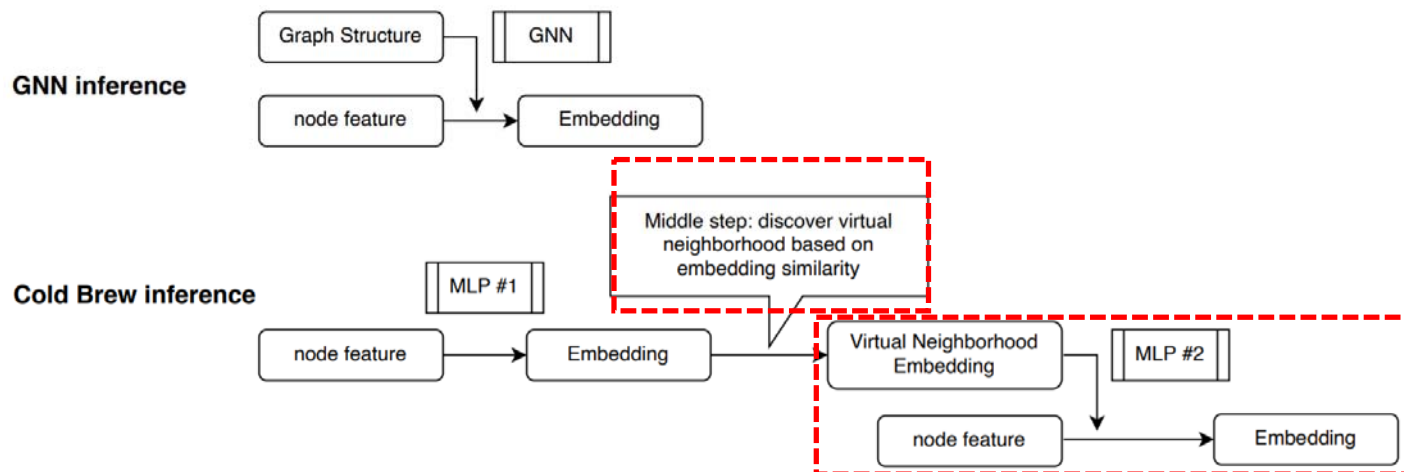 Graph Structure
GNN
GNN inference
node feature
Embedding
Middle step: discover virtual
neighborhood based on
embedding similarity
MLP #1
Cold Brew inference
node feature
Embedding
Virtual Neighborhood
Embedding
MLP #2
node feature
Embedding